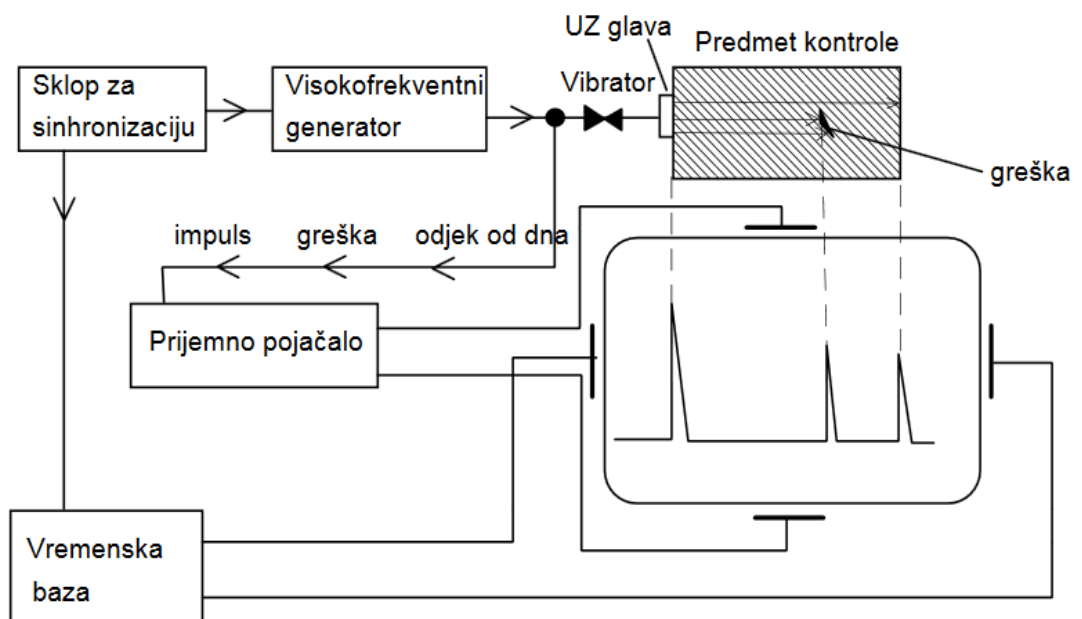 UZ glava
Predmet kontrole
Sklop za
sinhronizaciju
Visokofrekventni
generator
Vibrator
greška
impuls
greška
odjek od dna
Prijemno pojačalo
Vremenska
baza